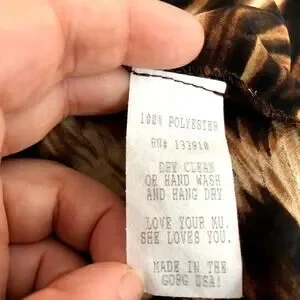 100% POLYESTER
RN# 133910
DRY CLEAN
OR HAND WASH
AND HANG DRY
LOVE YOUR MU.
SHE LOVES YOU.
MADE IN THE
GORG USA!